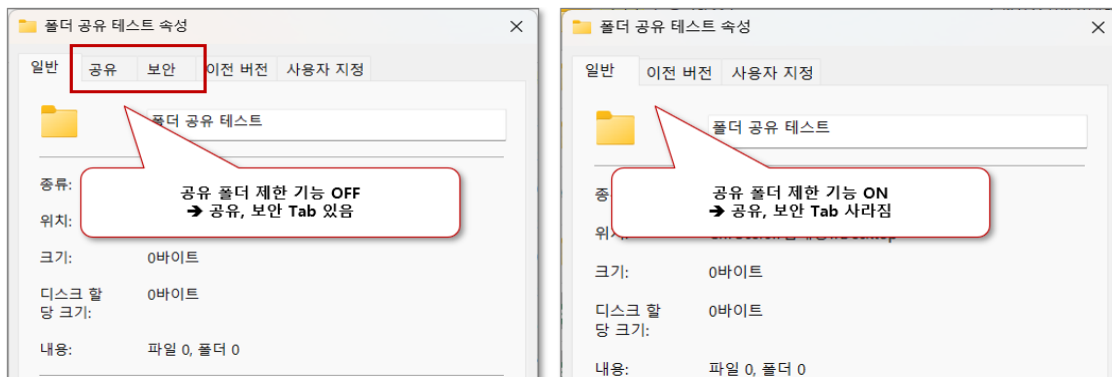 폴더 공유 테스트 속성
일반 공유 보안 이전 버전 사용자 지정
폴더 공유 테스트
공유 폴더 제한 기능 OFF
➔ 공유, 보안 Tab 있음
종류:
위치:
크기: 0바이트
디스크 할 0바이트
당 크기:
내용: 파일 0, 폴더 0
폴더 공유 테스트 속성
일반 이전 버전 사용자 지정
폴더 공유 테스트
공유 폴더 제한 기능 ON
➔ 공유, 보안 Tab 사라짐
크기: 0바이트
디스크 할 0바이트
당 크기:
내용: 파일 0, 폴더 0